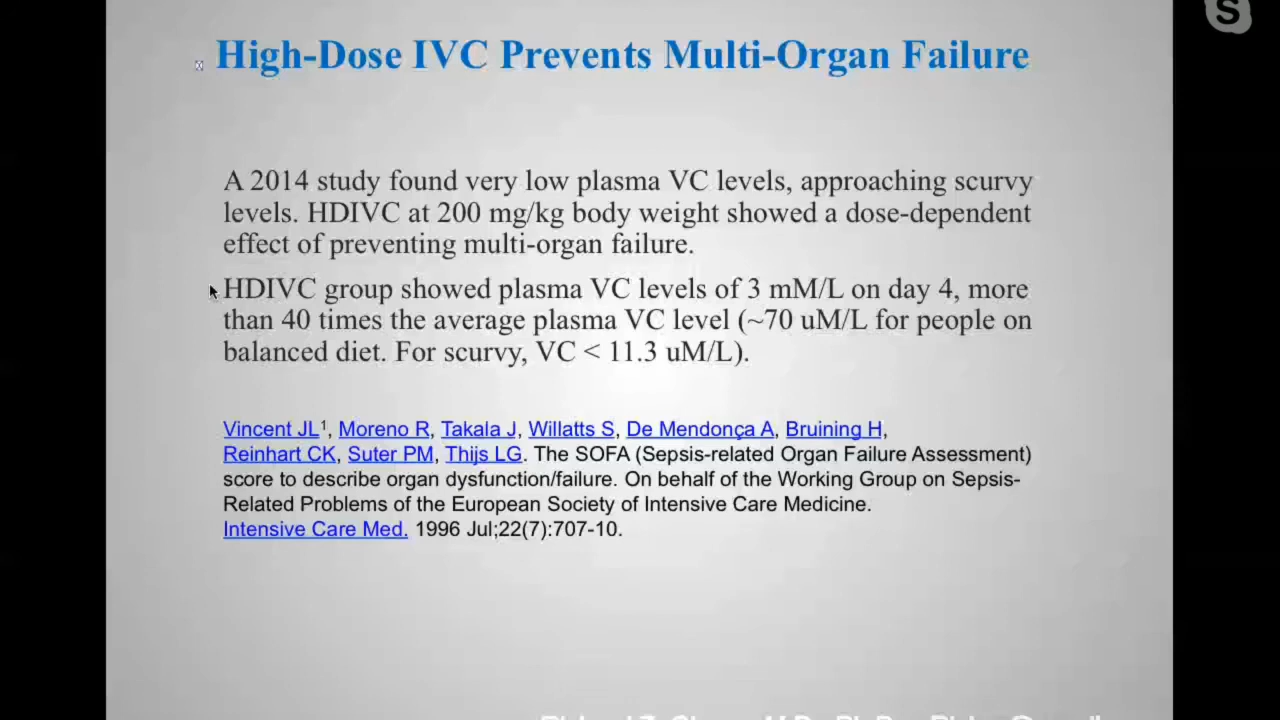 High-Dose IVC Prevents Multi-Organ Failure
A 2014 study found very low plasma VC levels, approaching scurvy
levels. HDIVC at 200 mg/kg body weight showed a dose-dependent
effect of preventing multi-organ failure.
HDIVC group showed plasma VC levels of 3 mM/L on day 4, more
than 40 times the average plasma VC level (~70 uM/L for people on
balanced diet. For scurvy, VC < 11.3 uM/L).
Vincent JL¹, Moreno R, Takala J, Willatts S, De Mendonça A, Bruining H,
Reinhart CK, Suter PM, Thijs LG. The SOFA (Sepsis-related Organ Failure Assessment)
score to describe organ dysfunction/failure. On behalf of the Working Group on Sepsis-
Related Problems of the European Society of Intensive Care Medicine.
Intensive Care Med. 1996 Jul;22(7):707-10.